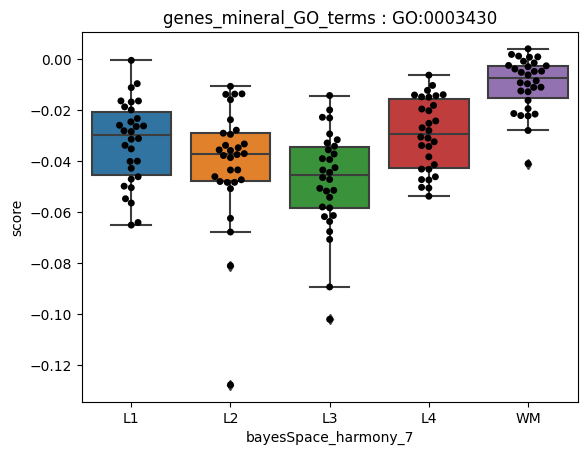 genes_mineral_GO_terms : GO:0003430
0.00
−0.02
−0.04
−0.06
−0.08
−0.10
−0.12
score
L1 L2 L3 L4 WM
bayesSpace_harmony_7